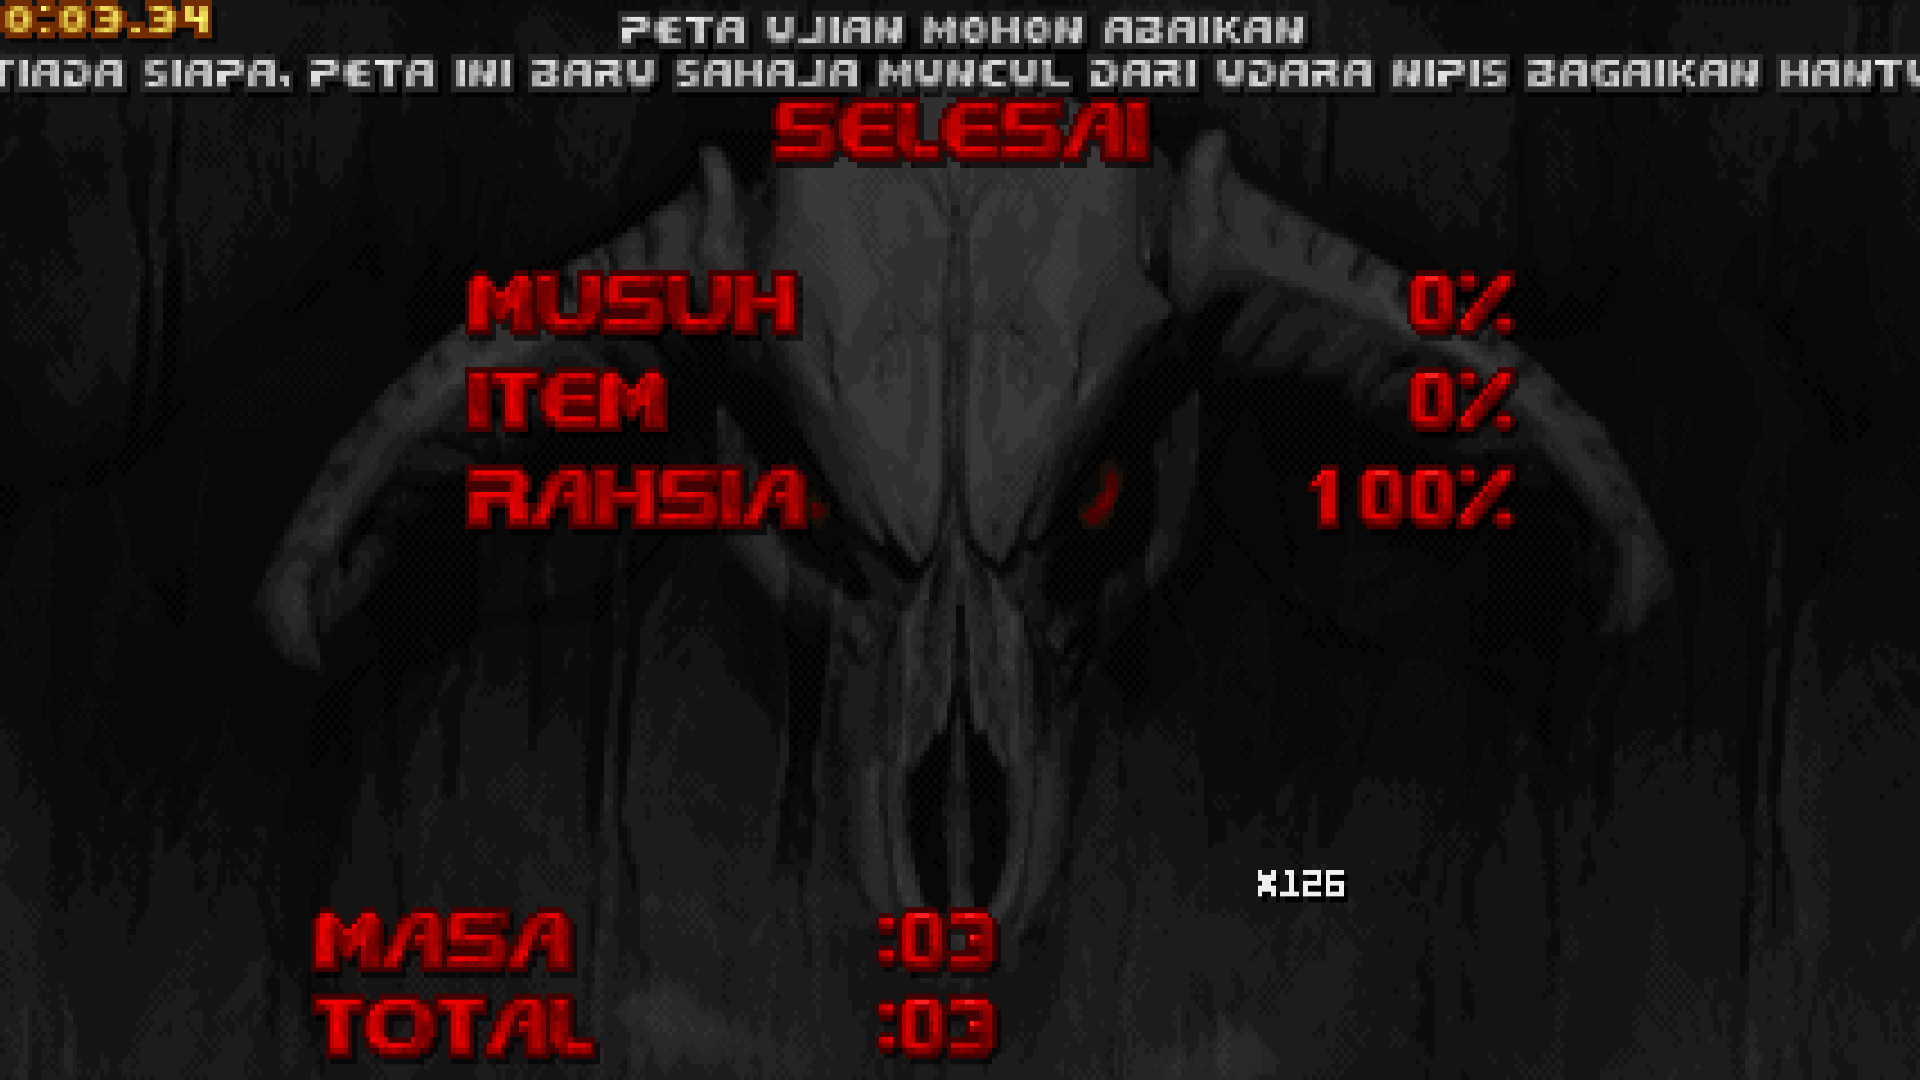 0:03.34
PETA UJIAN MOHON ABAIKAN
TIADA SIAPA. PETA INI BARU SAHAJA MUNCUL DARI UDARA NIPIS BAGAIKAN HANTU
SELESAI
MUSUH 0%
ITEM 0%
RAHSIA 100%
X126
MASA :03
TOTAL :03